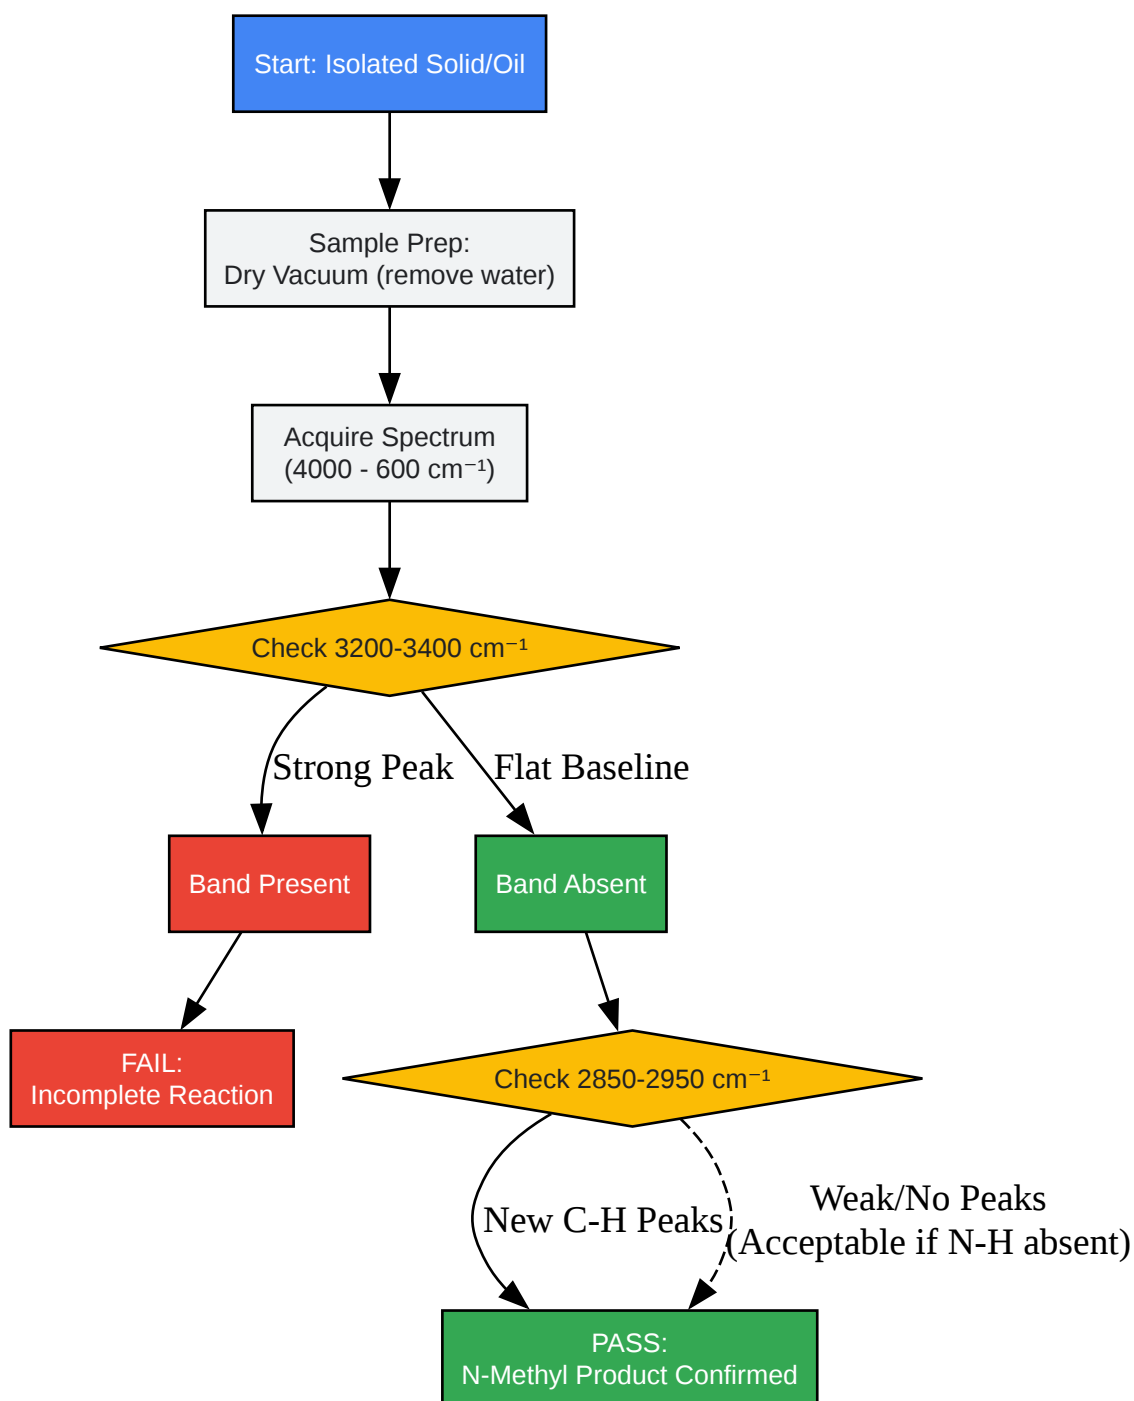 Start: Isolated Solid/Oil
Sample Prep:
Dry Vacuum (remove water)
Acquire Spectrum
(4000 - 600 cm⁻¹)
Check 3200-3400 cm⁻¹
Strong Peak
Flat Baseline
Band Present
Band Absent
FAIL:
Incomplete Reaction
Check 2850-2950 cm⁻¹
New C-H Peaks
Weak/No Peaks
(Acceptable if N-H absent)
PASS:
N-Methyl Product Confirmed